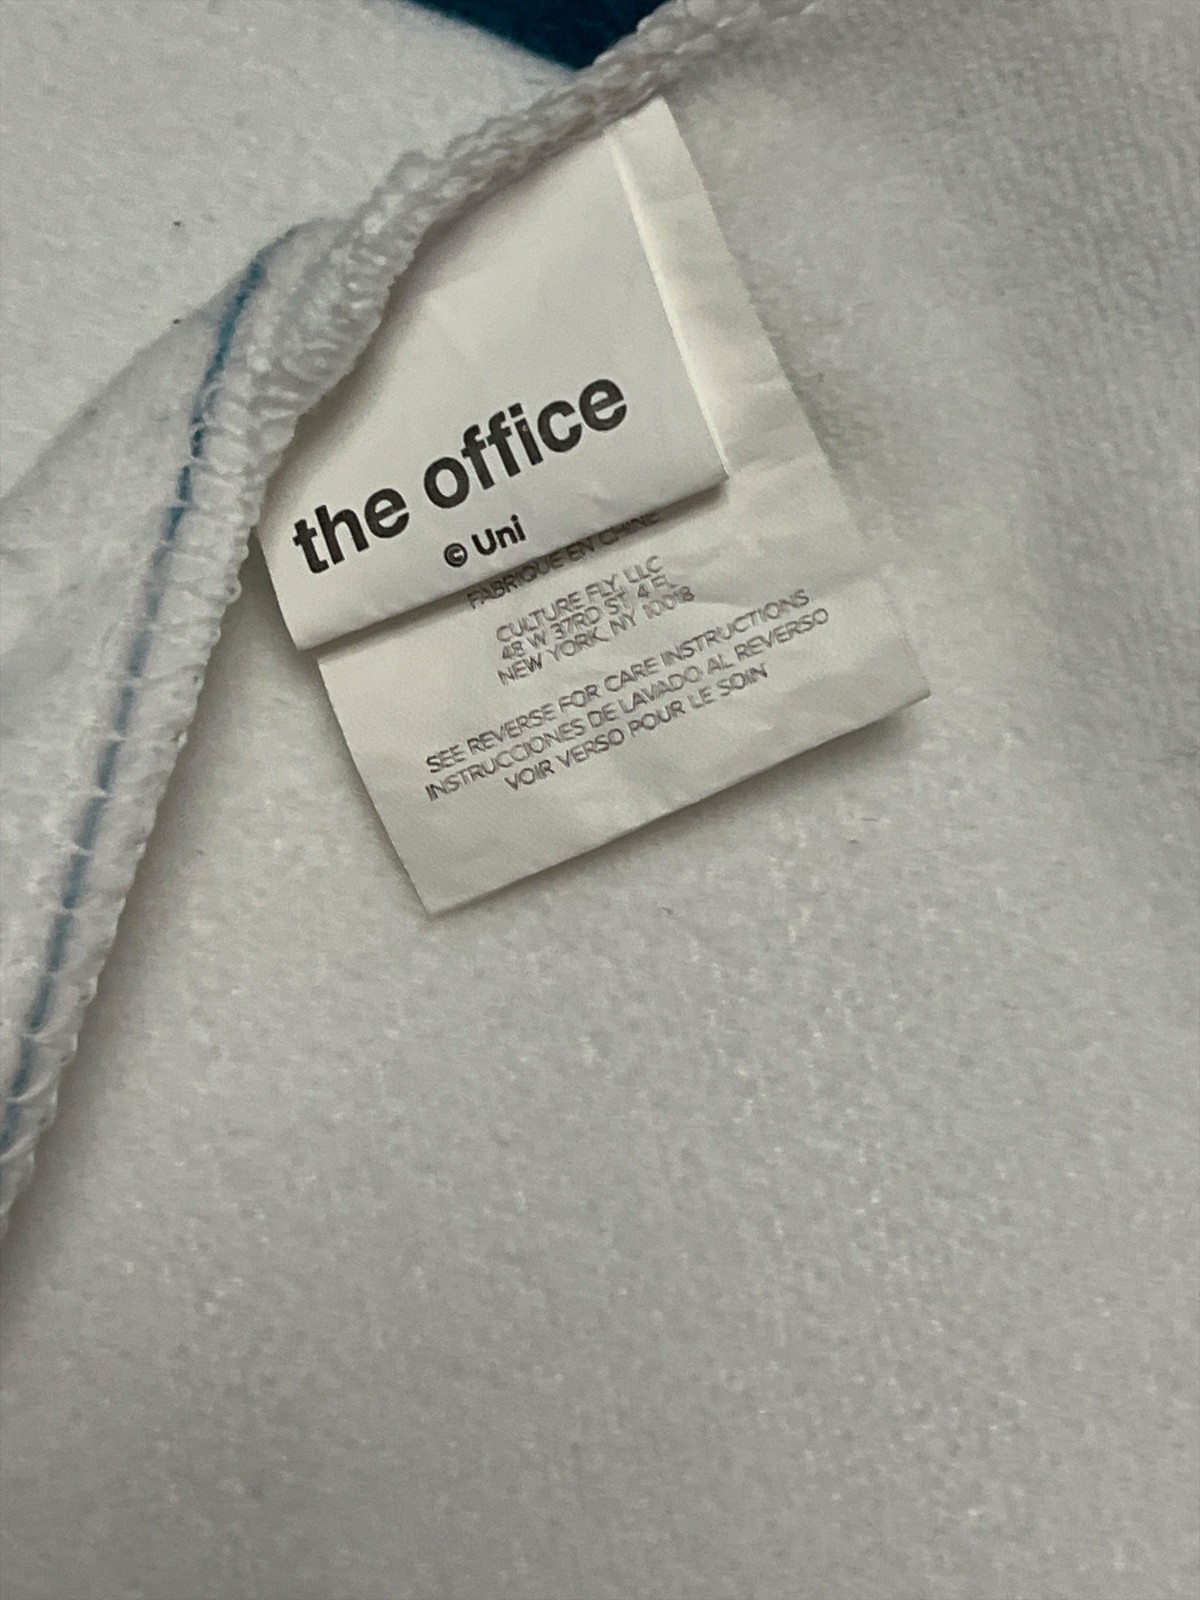 the office
© Uni
FABRIQUE EN CHINE
CULTURE FLY, LLC
48 W 37RD ST, 4 FL
NEW YORK, NY 10018
SEE REVERSE FOR CARE INSTRUCTIONS
INSTRUCCIONES DE LAVADO AL REVERSO
VOIR VERSO POUR LE SOIN